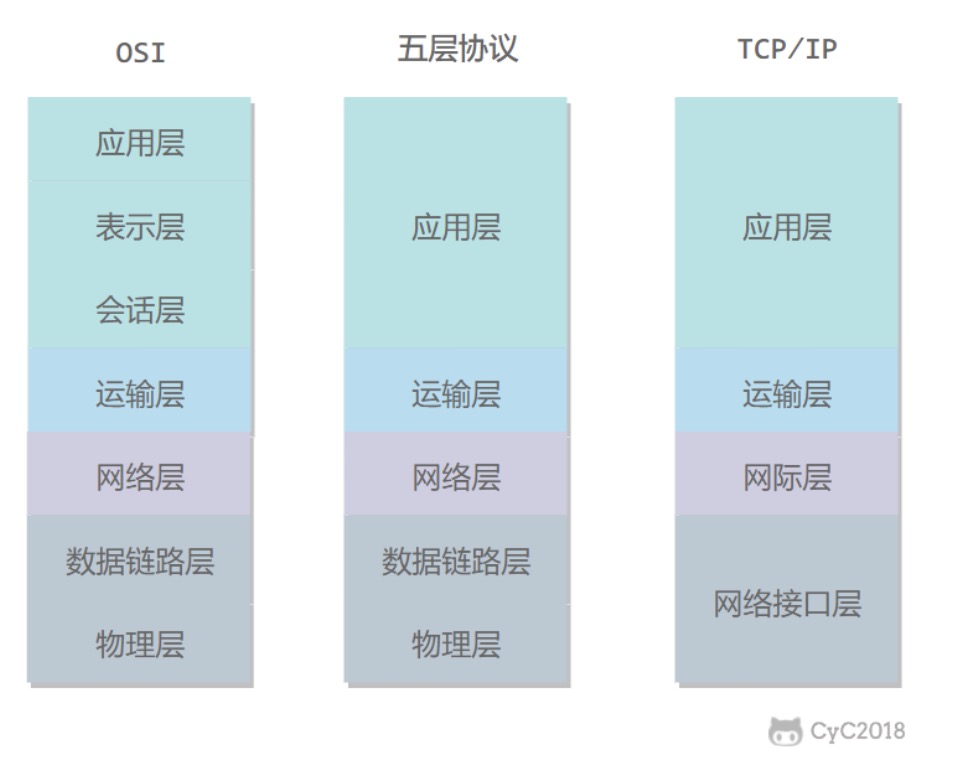 OSI
五层协议
TCP/IP
应用层
表示层
会话层
运输层
网络层
数据链路层
物理层
应用层
运输层
网络层
数据链路层
物理层
应用层
运输层
网际层
网络接口层
CyC2018